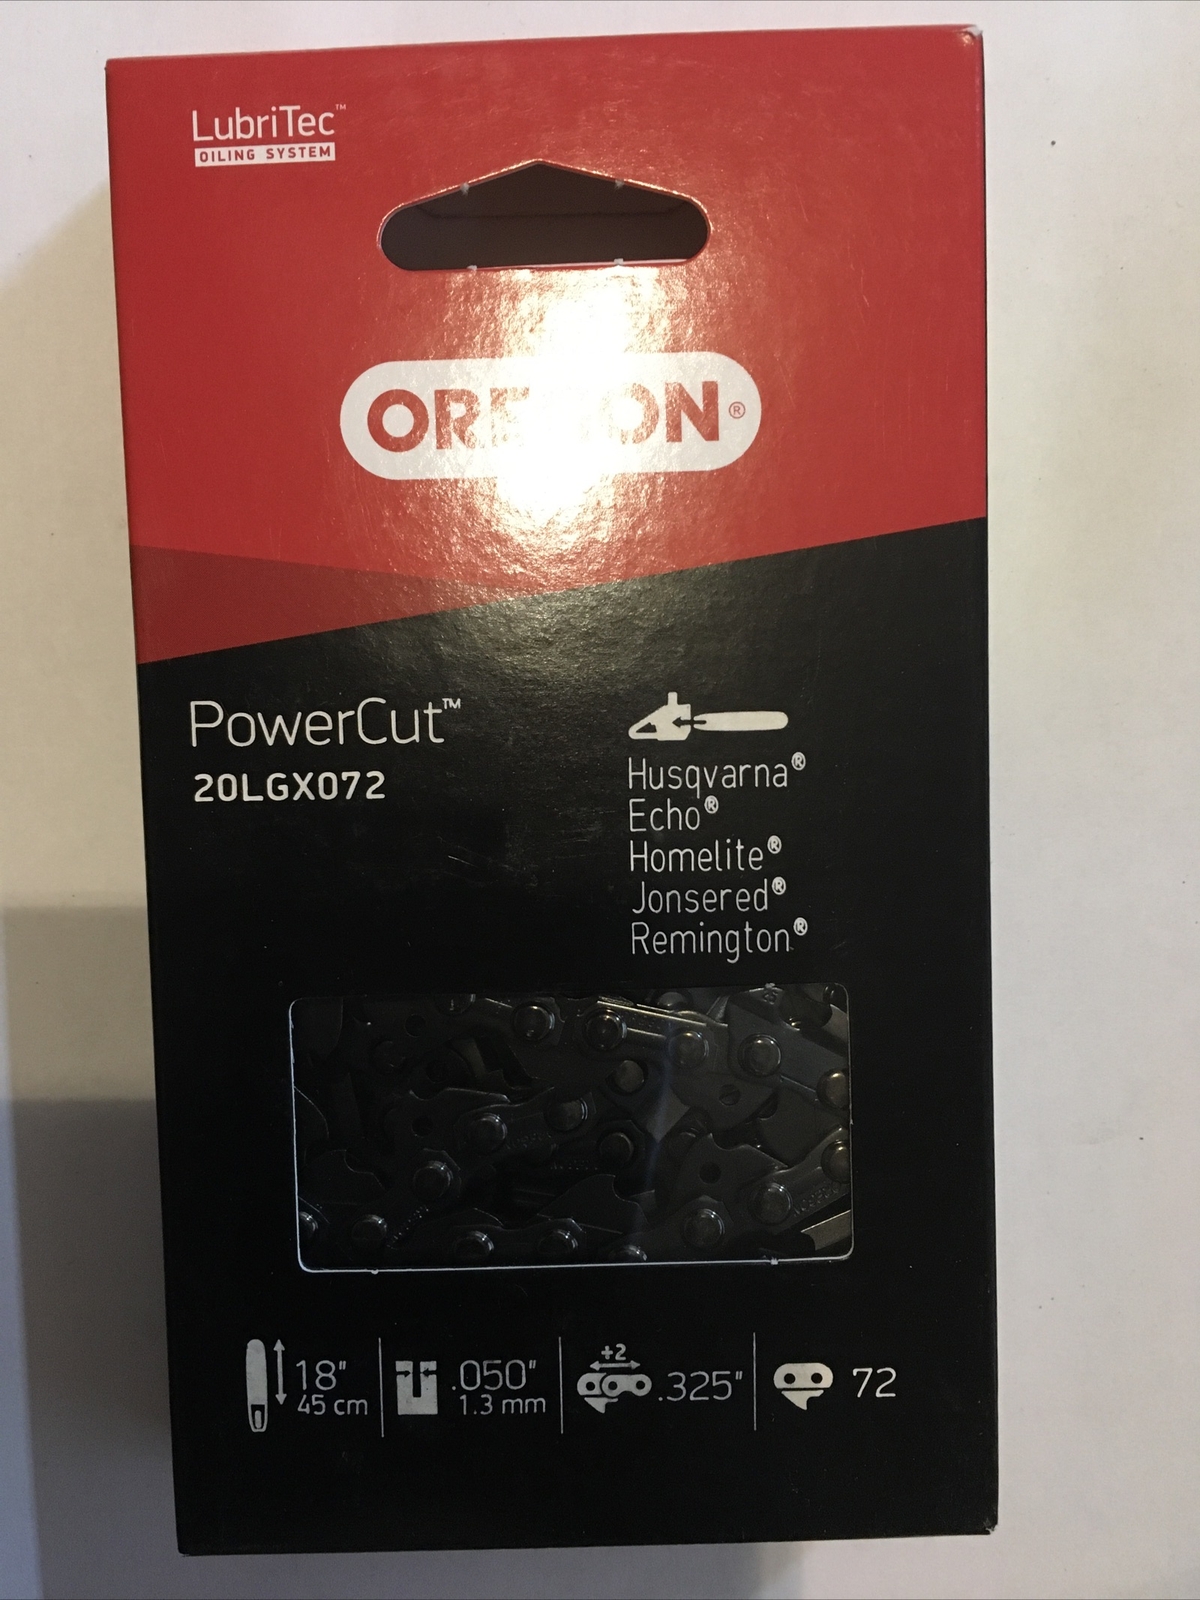 LubriTec™
OILING SYSTEM
OREGON®
PowerCut™
20LGX072
Husqvarna®
Echo®
Homelite®
Jonsered®
Remington®
18"
45 cm
.050"
1.3 mm
+2
.325"
72